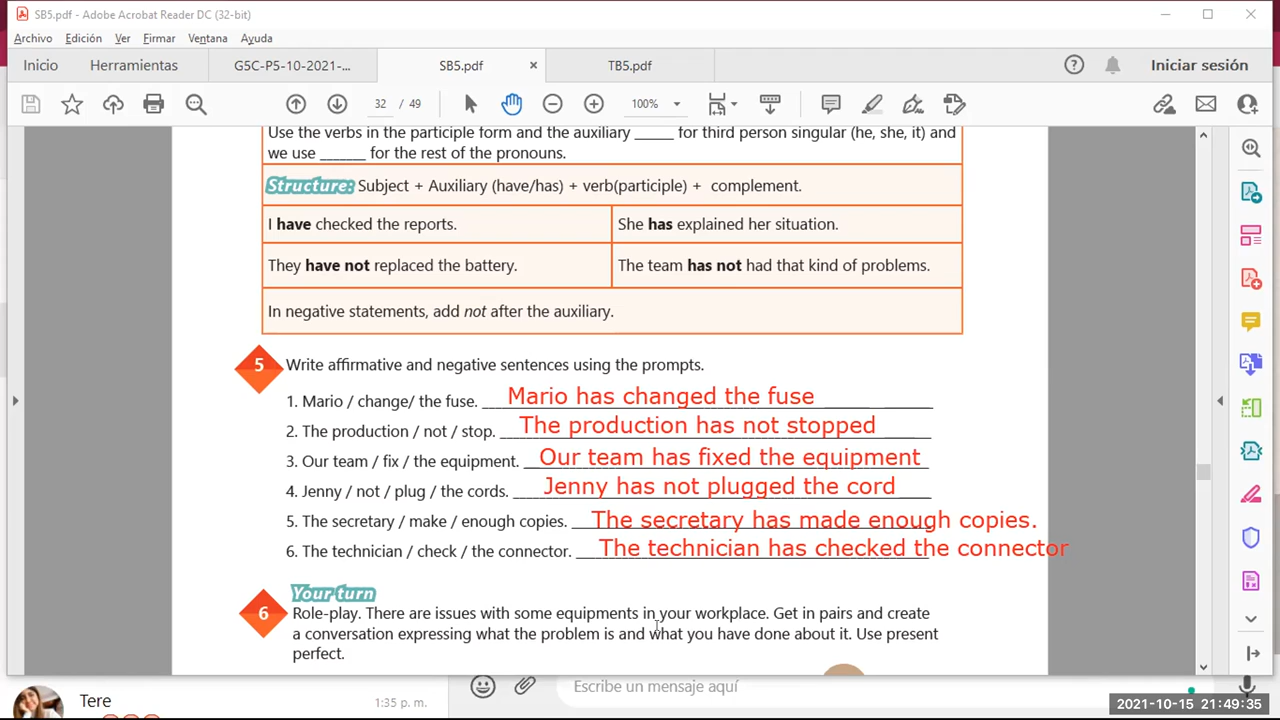 SB5.pdf - Adobe Acrobat Reader DC (32-bit)
Archivo Edición Ver Firmar Ventana Ayuda
Inicio Herramientas G5C-P5-10-2021-... SB5.pdf × TB5.pdf Iniciar sesión
32 / 49 100%
Use the verbs in the participle form and the auxiliary _____ for third person singular (he, she, it) and
we use ______ for the rest of the pronouns.
Structure: Subject + Auxiliary (have/has) + verb(participle) + complement.
I have checked the reports. She has explained her situation.
They have not replaced the battery. The team has not had that kind of problems.
In negative statements, add not after the auxiliary.
5 Write affirmative and negative sentences using the prompts.
1. Mario / change/ the fuse. Mario has changed the fuse
2. The production / not / stop. The production has not stopped
3. Our team / fix / the equipment. Our team has fixed the equipment
4. Jenny / not / plug / the cords. Jenny has not plugged the cord
5. The secretary / make / enough copies. The secretary has made enough copies.
6. The technician / check / the connector. The technician has checked the connector
Your turn
6 Role-play. There are issues with some equipments in your workplace. Get in pairs and create
a conversation expressing what the problem is and what you have done about it. Use present
perfect.
Tere 1:35 p. m. Escribe un mensaje aquí
2021-10-15 21:49:35